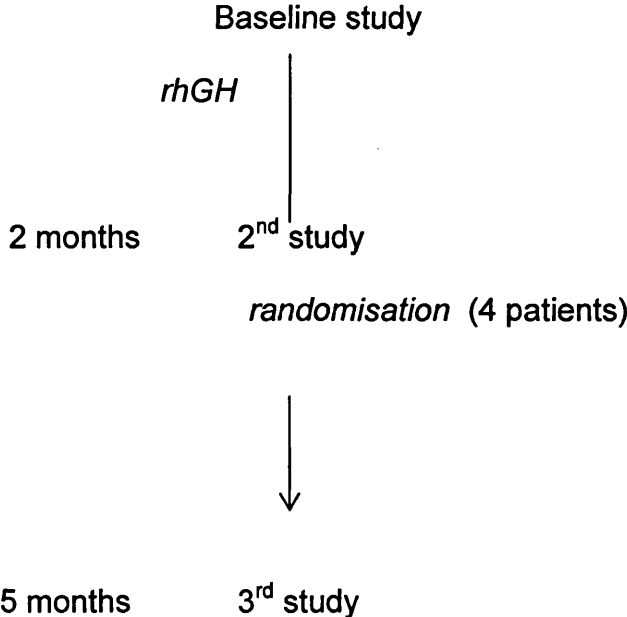 Baseline study
rhGH
2 months 2nd study
randomisation (4 patients)
5 months 3rd study